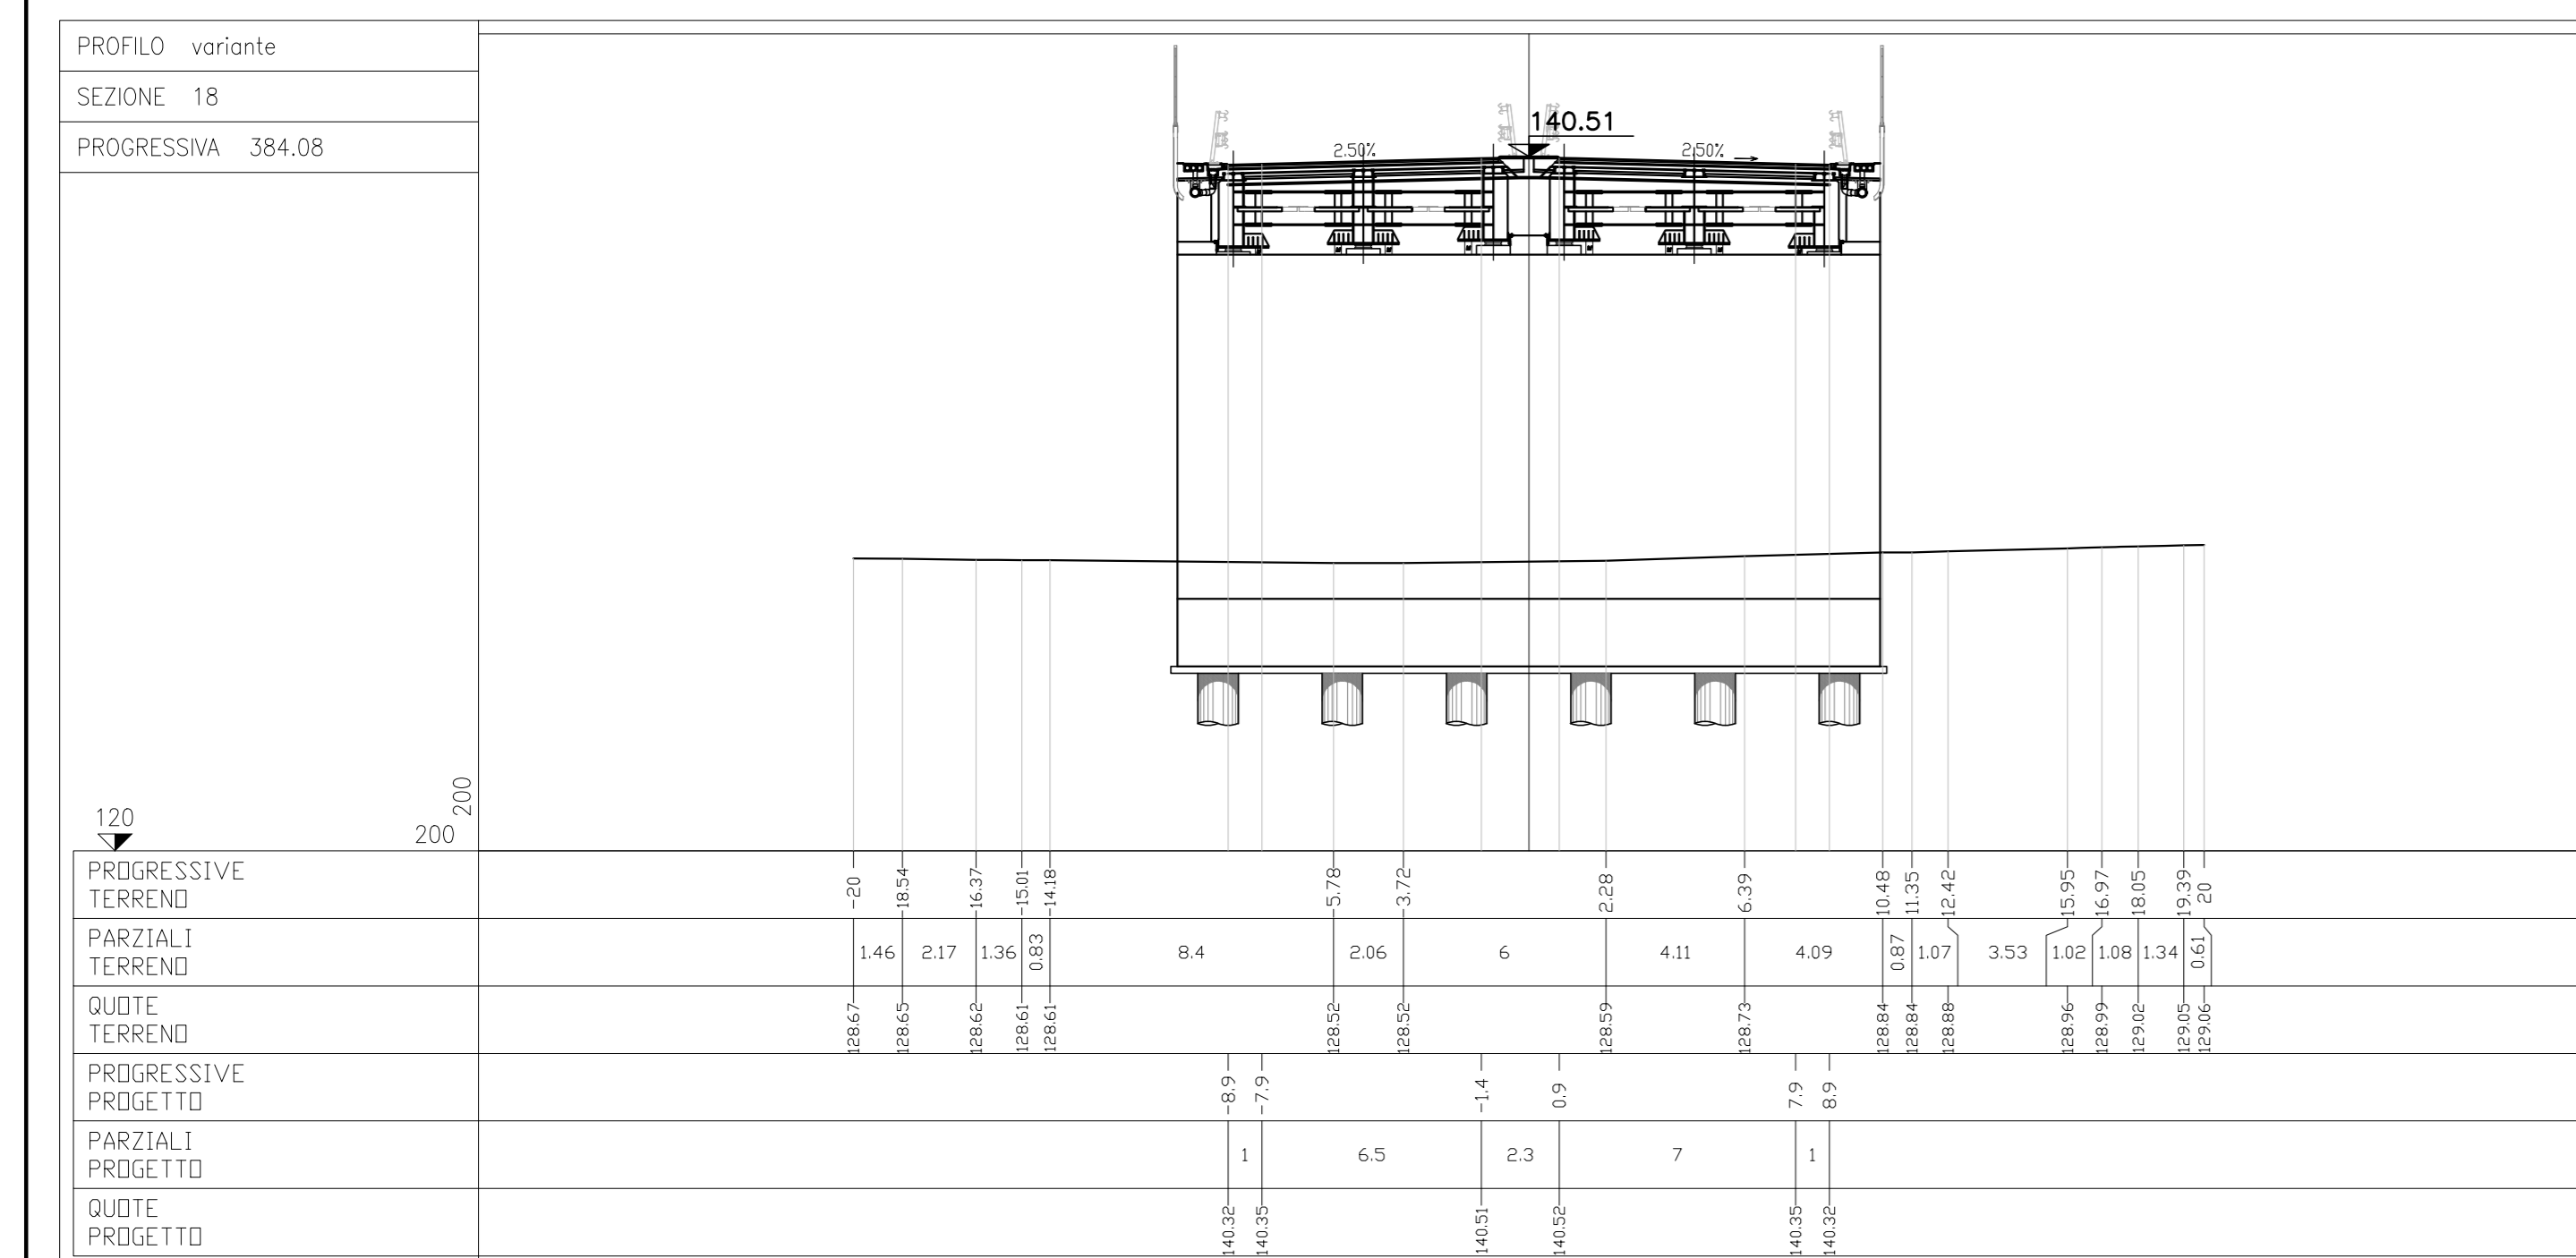 PROFILO variante
SEZIONE 18
PROGRESSIVA 384.08
140.51
2.50% 2.50%
200
120
200
PROGRESSIVE
TERRENO
-20 -18.54 -16.37 -15.01 -14.18 -5.78 -3.72 2.28 6.39 10.48 11.35 12.42 15.95 16.97 18.05 19.39 20
PARZIALI
TERRENO
1.46 2.17 1.36 0.83 8.4 2.06 6 4.11 4.09 0.87 1.07 3.53 1.02 1.08 1.34 0.61
QUOTE
TERRENO
128.67 128.65 128.62 128.61 128.61 128.52 128.52 128.59 128.73 128.84 128.84 128.88 128.96 128.99 129.02 129.05 129.06
PROGRESSIVE
PROGETTO
-8.9 -7.9 -1.4 0.9 7.9 8.9
PARZIALI
PROGETTO
1 6.5 2.3 7 1
QUOTE
PROGETTO
140.32 140.35 140.51 140.52 140.35 140.32